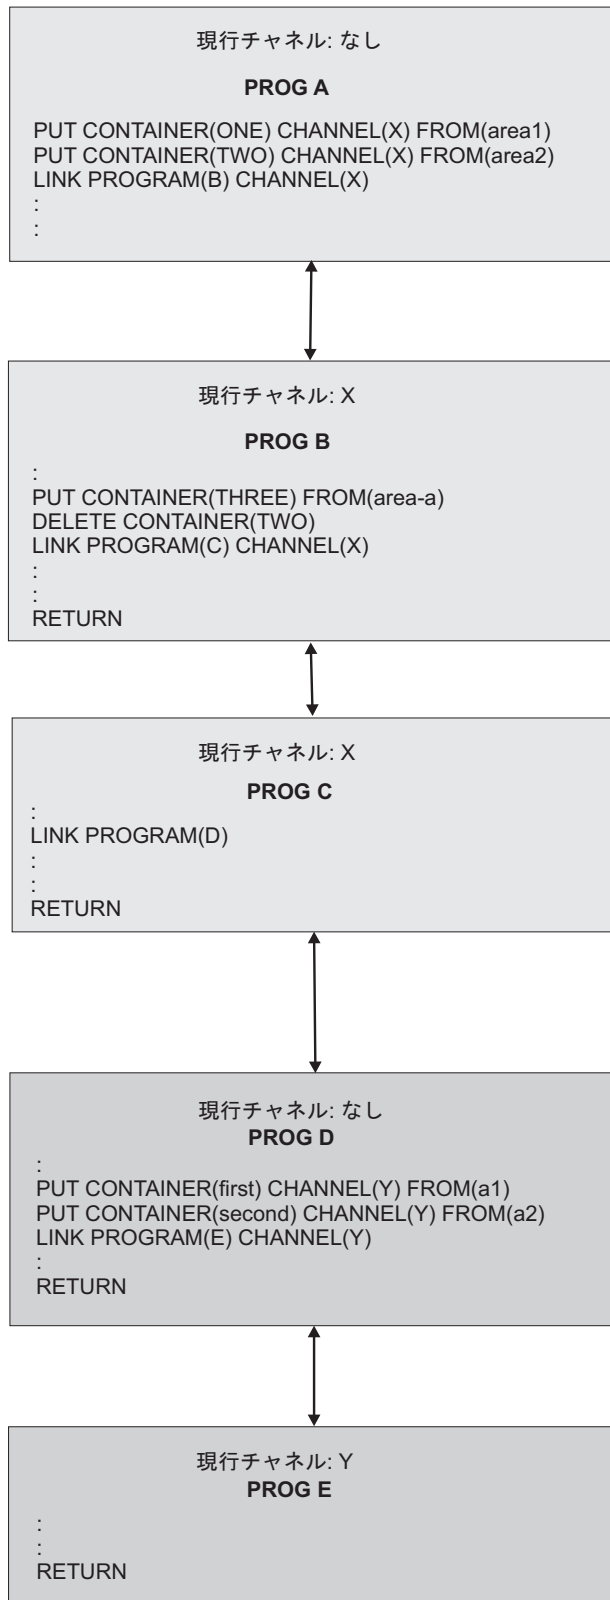 現行チャネル: なし
PROG A
PUT CONTAINER(ONE) CHANNEL(X) FROM(area1)
PUT CONTAINER(TWO) CHANNEL(X) FROM(area2)
LINK PROGRAM(B) CHANNEL(X)
:
:
現行チャネル: X
PROG B
:
PUT CONTAINER(THREE) FROM(area-a)
DELETE CONTAINER(TWO)
LINK PROGRAM(C) CHANNEL(X)
:
:
RETURN
現行チャネル: X
PROG C
:
LINK PROGRAM(D)
:
:
RETURN
現行チャネル: なし
PROG D
:
PUT CONTAINER(first) CHANNEL(Y) FROM(a1)
PUT CONTAINER(second) CHANNEL(Y) FROM(a2)
LINK PROGRAM(E) CHANNEL(Y)
:
RETURN
現行チャネル: Y
PROG E
:
:
RETURN